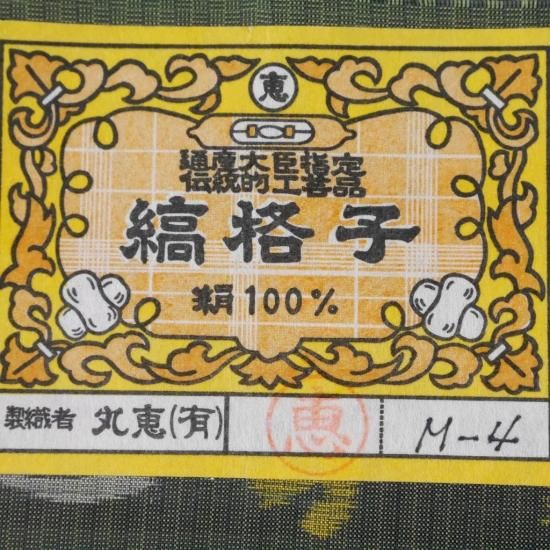 恵
通産大臣指定
伝統的工芸品
縞格子
絹100%
製織者 丸恵(有) 恵 M-4